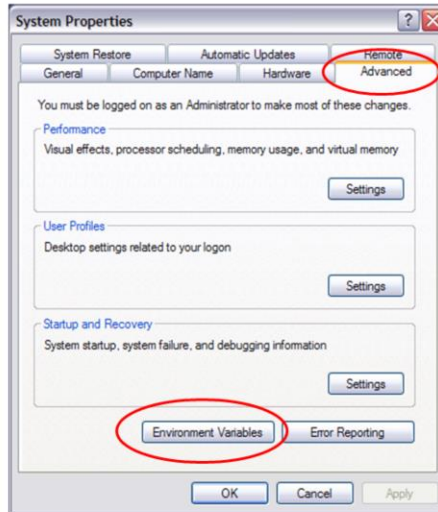 System Properties
System Restore Automatic Updates Remote
General Computer Name Hardware Advanced
You must be logged on as an Administrator to make most of these changes.
Performance
Visual effects, processor scheduling, memory usage, and virtual memory
Settings
User Profiles
Desktop settings related to your logon
Settings
Startup and Recovery
System startup, system failure, and debugging information
Settings
Environment Variables Error Reporting
OK Cancel Apply